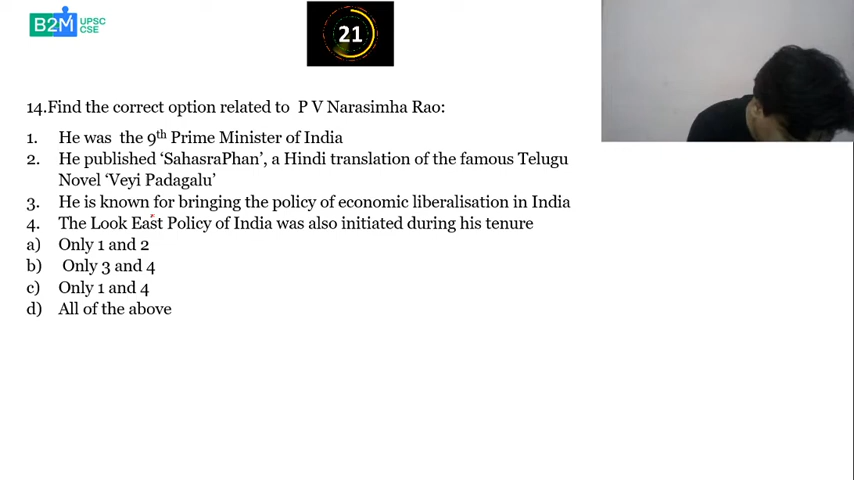 B2M UPSC
CSE
21
14.Find the correct option related to P V Narasimha Rao:
1. He was the 9th Prime Minister of India
2. He published ‘SahasraPhan’, a Hindi translation of the famous Telugu
Novel ‘Veyi Padagalu’
3. He is known for bringing the policy of economic liberalisation in India
4. The Look East Policy of India was also initiated during his tenure
a) Only 1 and 2
b) Only 3 and 4
c) Only 1 and 4
d) All of the above